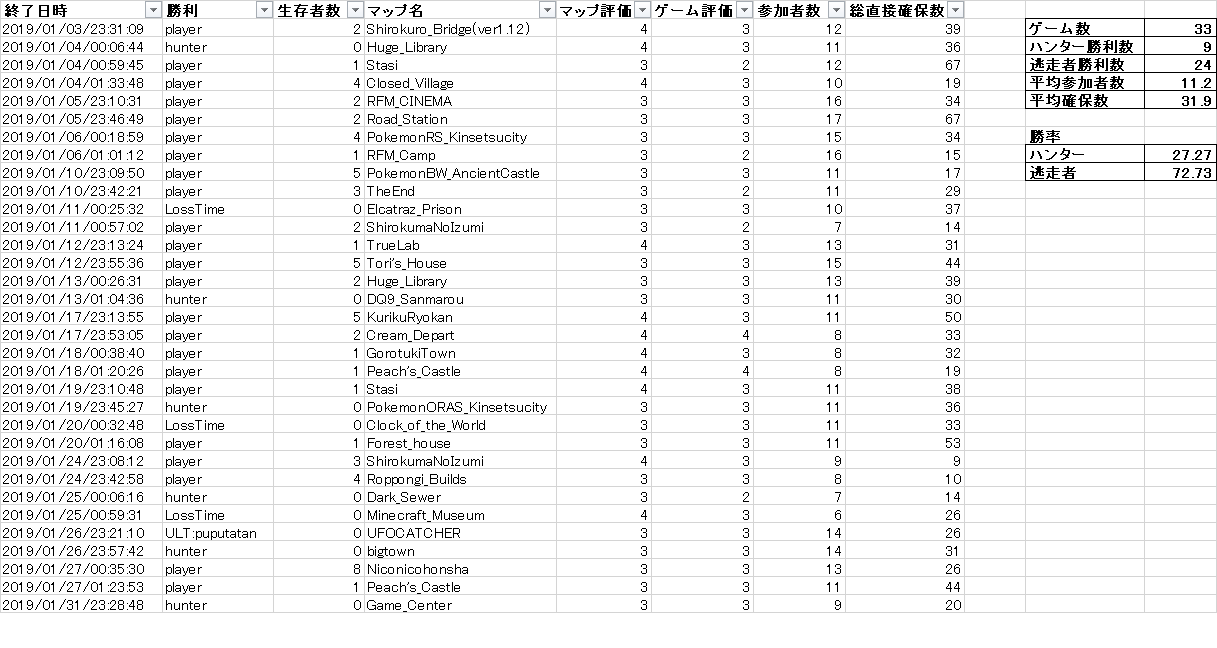 終了日時 勝利 生存者数 マップ名 マップ評価 ゲーム評価 参加者数 総直接確保数
2019/01/03/23:31:09 player 2 Shirokuro_Bridge(ver1.12) 4 3 12 39 ゲーム数 33
2019/01/04/00:06:44 hunter 0 Huge_Library 4 3 11 36 ハンター勝利数 9
2019/01/04/00:59:45 player 1 Stasi 3 2 12 67 逃走者勝利数 24
2019/01/04/01:33:48 player 4 Closed_Village 4 3 10 19 平均参加者数 11.2
2019/01/05/23:10:31 player 2 RFM_CINEMA 3 3 16 34 平均確保数 31.9
2019/01/05/23:46:49 player 2 Road_Station 3 3 17 67
2019/01/06/00:18:59 player 4 PokemonRS_Kinsetsucity 3 3 15 34 勝率
2019/01/06/01:01:12 player 1 RFM_Camp 3 2 16 15 ハンター 27.27
2019/01/10/23:09:50 player 5 PokemonBW_AncientCastle 3 3 11 17 逃走者 72.73
2019/01/10/23:42:21 player 3 TheEnd 3 2 11 29
2019/01/11/00:25:32 LossTime 0 Elcatraz_Prison 3 3 10 37
2019/01/11/00:57:02 player 2 ShirokumaNoIzumi 3 2 7 14
2019/01/12/23:13:24 player 1 TrueLab 4 3 13 31
2019/01/12/23:55:36 player 5 Tori's_House 3 3 15 44
2019/01/13/00:26:31 player 2 Huge_Library 3 3 13 39
2019/01/13/01:04:36 hunter 0 DQ9_Sanmarou 3 3 11 30
2019/01/17/23:13:55 player 5 KurikuRyokan 4 3 11 50
2019/01/17/23:53:05 player 2 Cream_Depart 4 4 8 33
2019/01/18/00:38:40 player 1 GorotukiTown 4 3 8 32
2019/01/18/01:20:26 player 1 Peach's_Castle 4 4 8 19
2019/01/19/23:10:48 player 1 Stasi 4 3 11 38
2019/01/19/23:45:27 hunter 0 PokemonORAS_Kinsetsucity 3 3 11 36
2019/01/20/00:32:48 LossTime 0 Clock_of_the_World 3 3 11 33
2019/01/20/01:16:08 player 1 Forest_house 3 3 11 53
2019/01/24/23:08:12 player 3 ShirokumaNoIzumi 4 3 9 9
2019/01/24/23:42:58 player 4 Roppongi_Builds 3 3 8 10
2019/01/25/00:06:16 hunter 0 Dark_Sewer 3 2 7 14
2019/01/25/00:59:31 LossTime 0 Minecraft_Museum 4 3 6 26
2019/01/26/23:21:10 ULT:puputatan 0 UFOCATCHER 3 3 14 26
2019/01/26/23:57:42 hunter 0 bigtown 3 3 14 31
2019/01/27/00:35:30 player 8 Niconicohonsha 3 3 13 26
2019/01/27/01:23:53 player 1 Peach's_Castle 3 3 11 44
2019/01/31/23:28:48 hunter 0 Game_Center 3 3 9 20